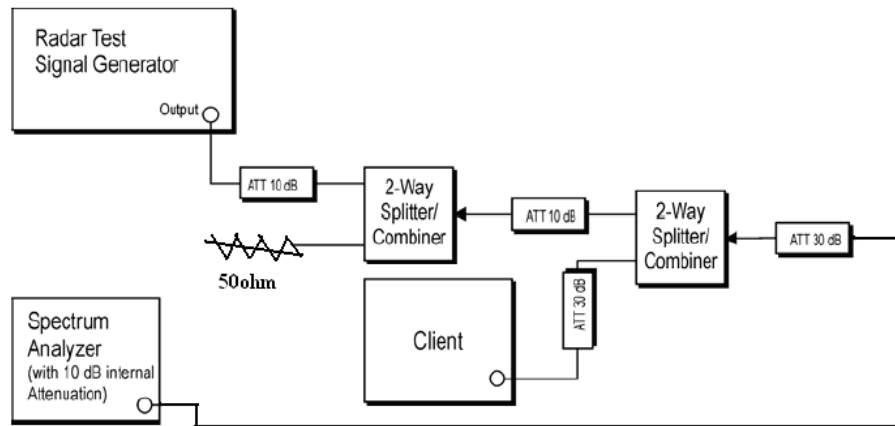 Radar Test
Signal Generator
Output
ATT 10 dB
2-Way
Splitter/
Combiner
ATT 10 dB
2-Way
Splitter/
Combiner
ATT 30 dB
50ohm
ATT 30 dB
Client
Spectrum
Analyzer
(with 10 dB internal
Attenuation)